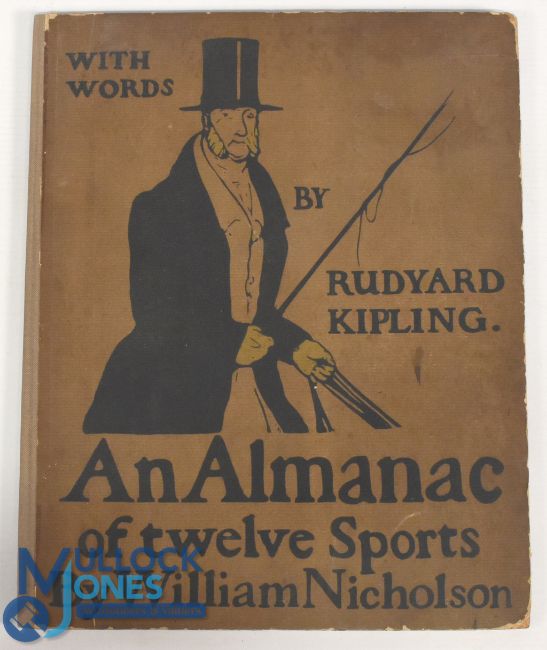 WITH
WORDS
BY
RUDYARD
KIPLING.
An Almanac
of twelve Sports
William Nicholson
MULLOCK
JONES